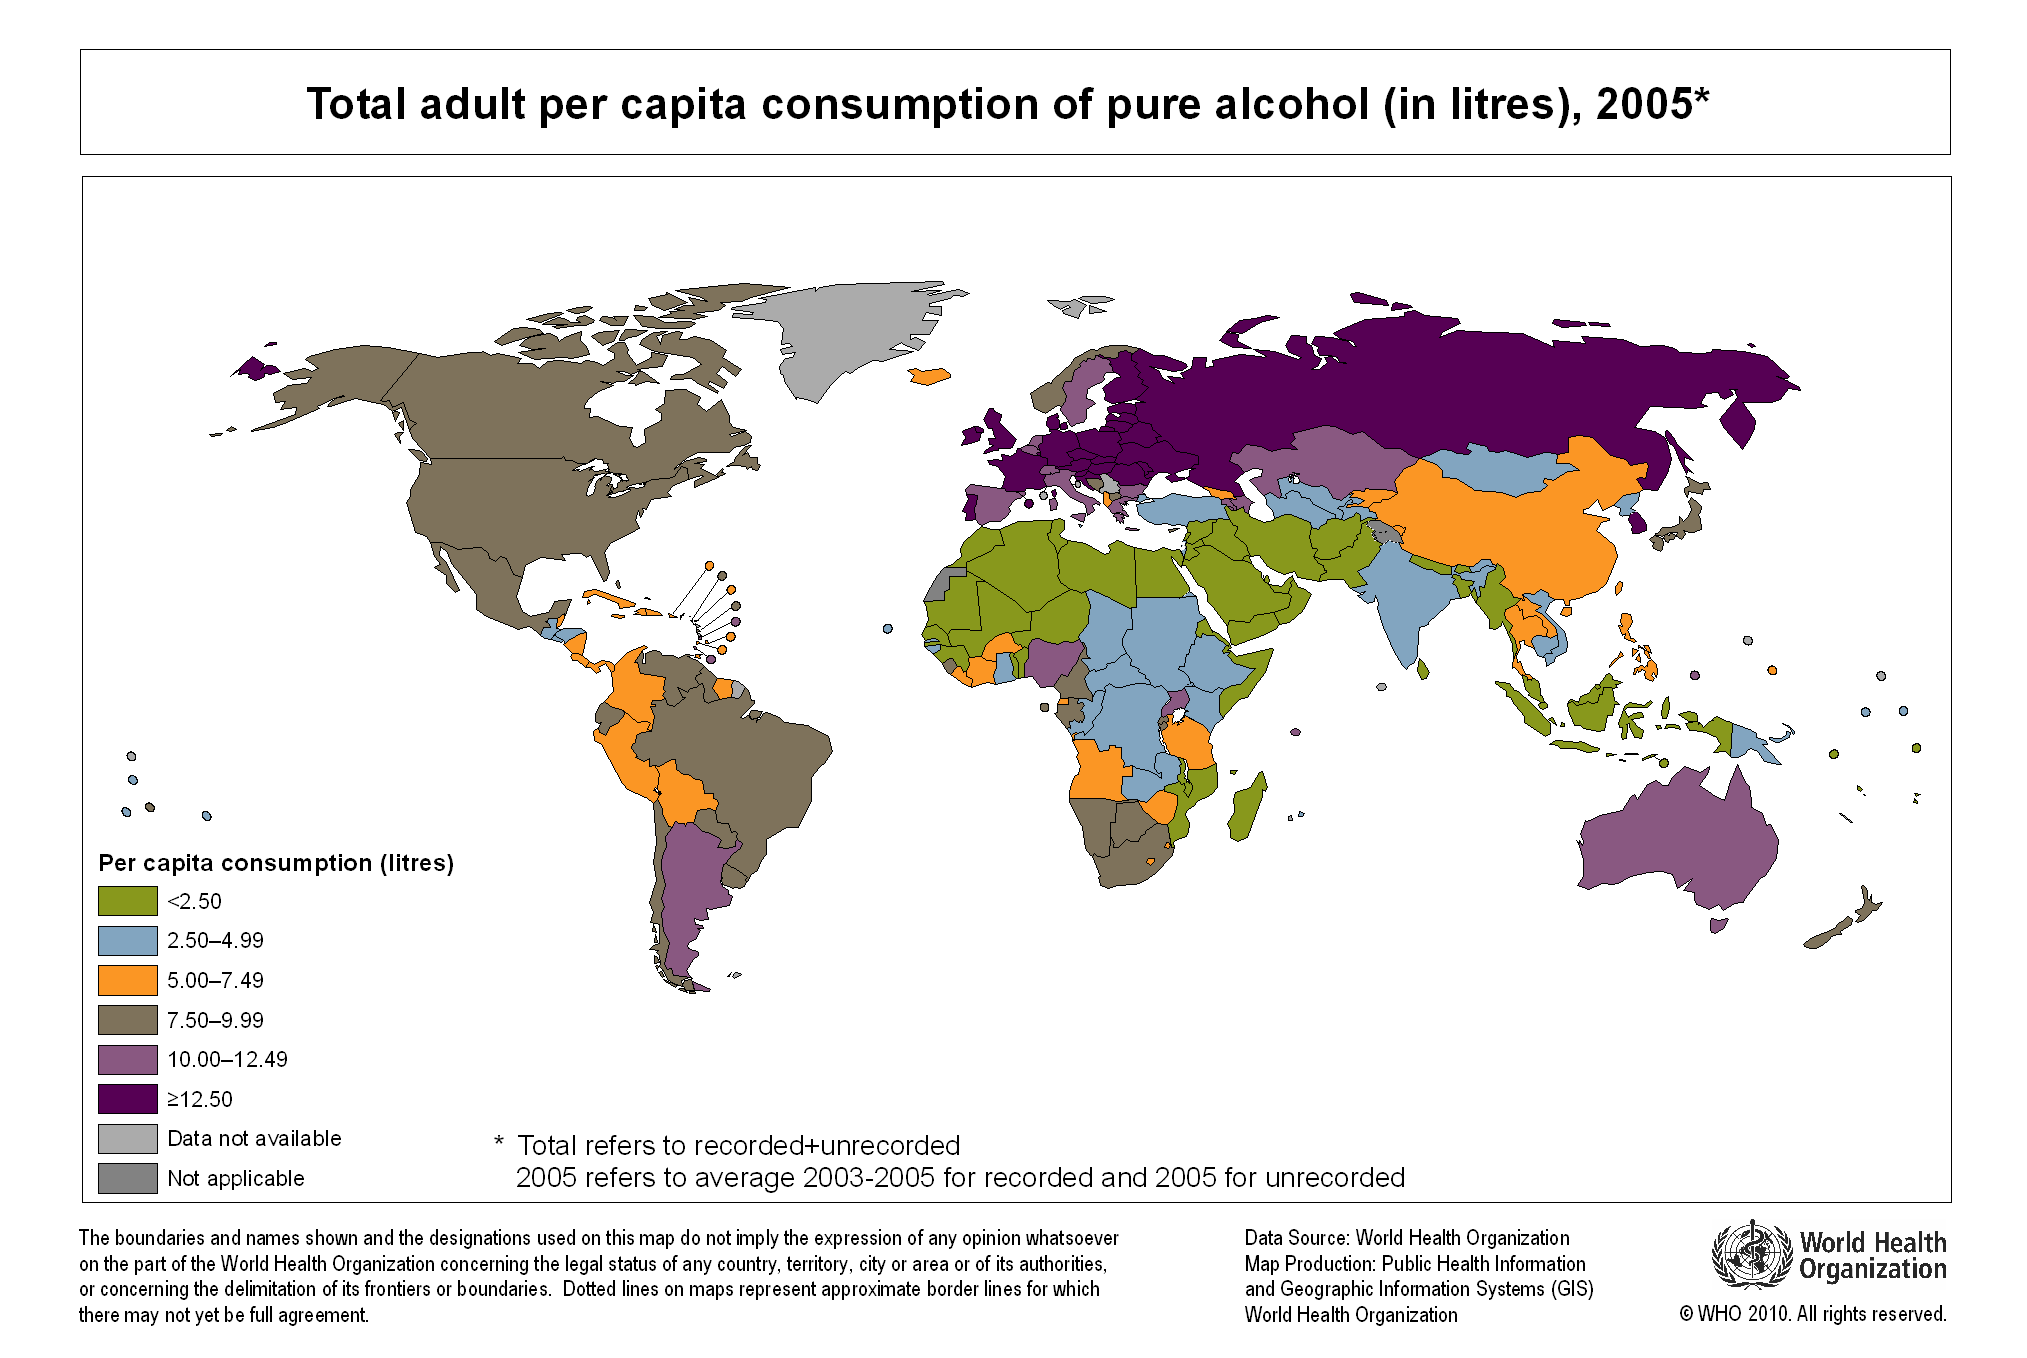 Total adult per capita consumption of pure alcohol (in litres), 2005*
Per capita consumption (litres)
<2.50
2.50–4.99
5.00–7.49
7.50–9.99
10.00–12.49
≥12.50
Data not available
Not applicable
* Total refers to recorded+unrecorded
2005 refers to average 2003-2005 for recorded and 2005 for unrecorded
The boundaries and names shown and the designations used on this map do not imply the expression of any opinion whatsoever
on the part of the World Health Organization concerning the legal status of any country, territory, city or area or of its authorities,
or concerning the delimitation of its frontiers or boundaries. Dotted lines on maps represent approximate border lines for which
there may not yet be full agreement.
Data Source: World Health Organization
Map Production: Public Health Information
and Geographic Information Systems (GIS)
World Health Organization
World Health
Organization
© WHO 2010. All rights reserved.